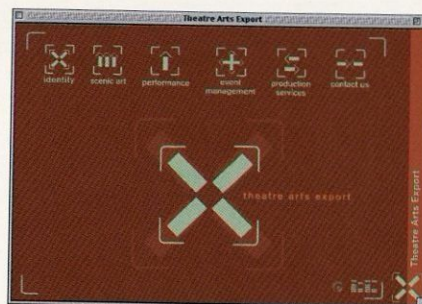 Theatre Arts Export
identity
scenic art
performance
event
management
production
services
contact us
theatre arts export
Theatre Arts Export